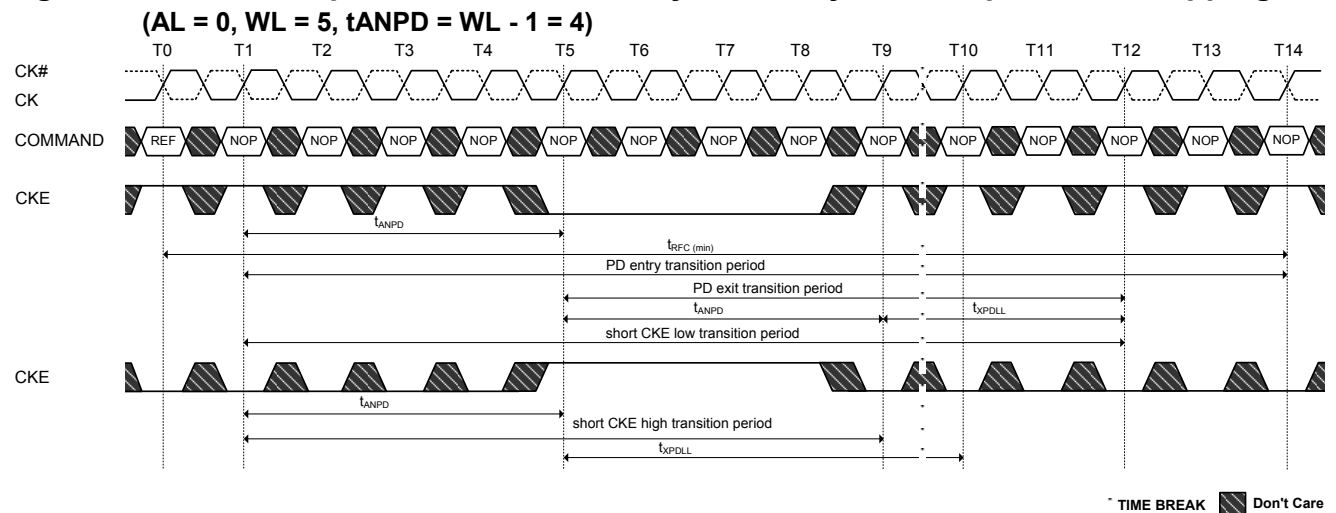 (AL = 0, WL = 5, tANPD = WL - 1 = 4)
T0 T1 T2 T3 T4 T5 T6 T7 T8 T9 T10 T11 T12 T13 T14
CK#
CK
COMMAND REF NOP NOP NOP NOP NOP NOP NOP NOP NOP NOP NOP NOP NOP NOP
CKE
tANPD
tRFC (min)
PD entry transition period
PD exit transition period
tANPD tXPDLL
short CKE low transition period
CKE
tANPD
short CKE high transition period
tXPDLL
TIME BREAK Don't Care